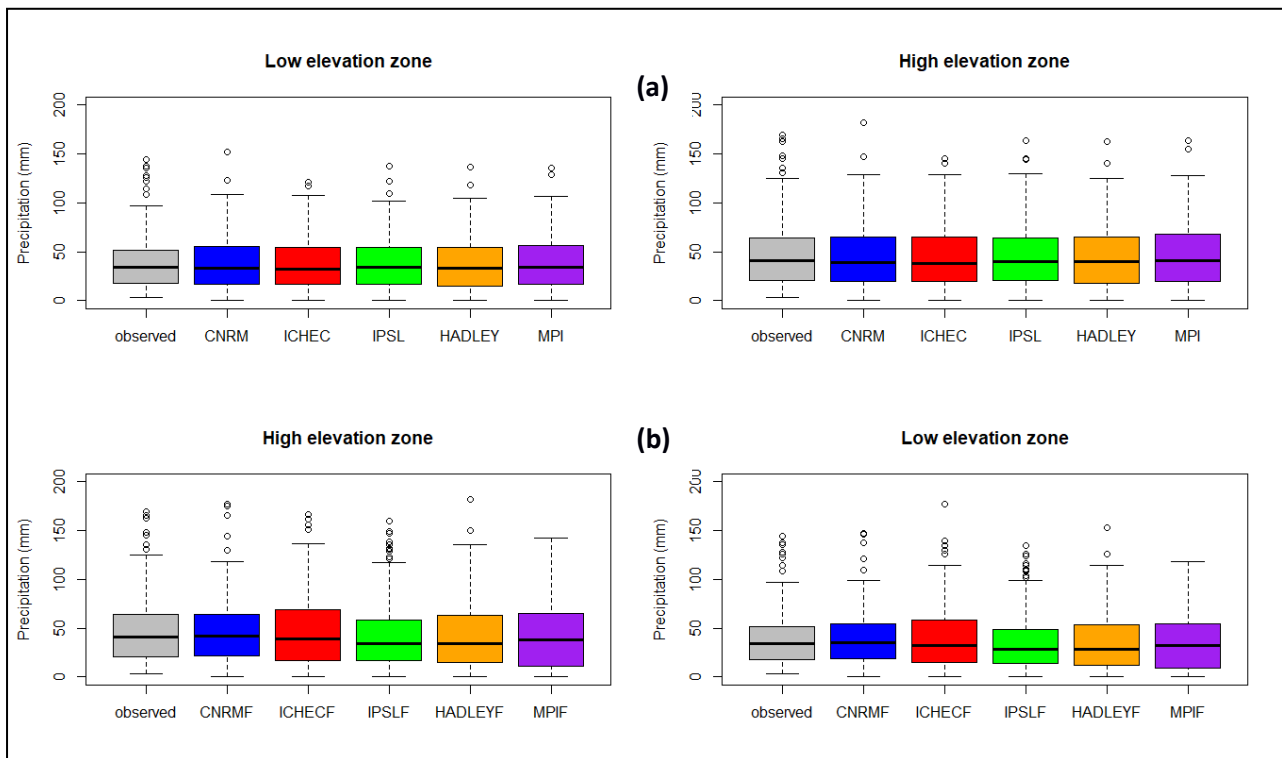 Low elevation zone
(a)
High elevation zone
Precipitation (mm)
200
150
100
50
0
observed CNRM ICHEC IPSL HADLEY MPI
Precipitation (mm)
200
150
100
50
0
observed CNRM ICHEC IPSL HADLEY MPI
High elevation zone
(b)
Low elevation zone
Precipitation (mm)
200
150
100
50
0
observed CNRMF ICHECF IPSLF HADLEYF MPIF
Precipitation (mm)
200
150
100
50
0
observed CNRMF ICHECF IPSLF HADLEYF MPIF